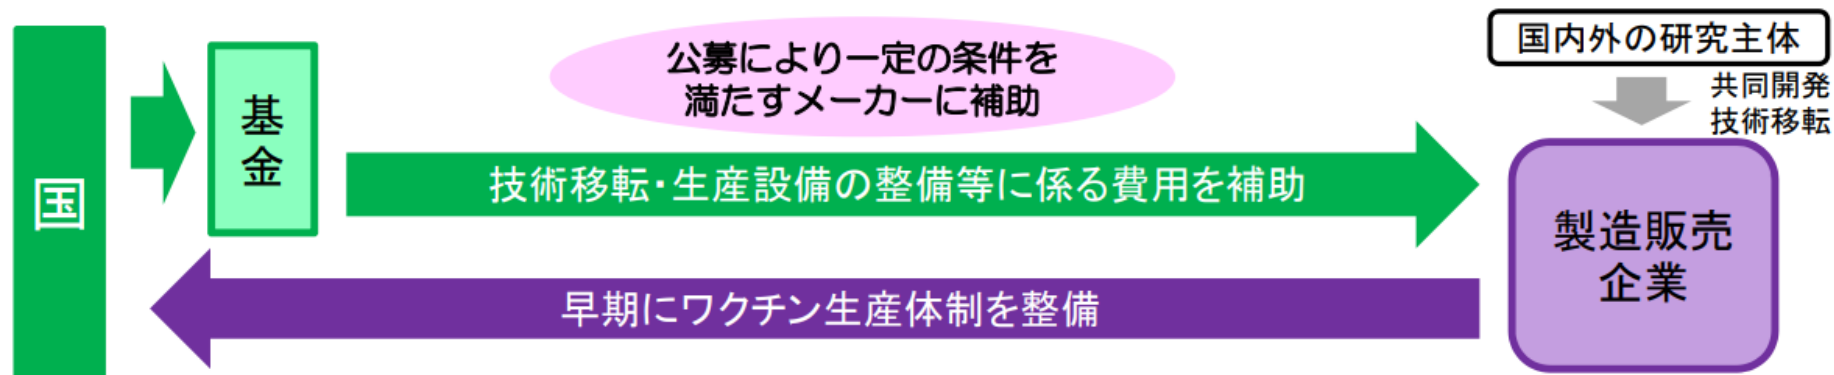 国
基
金
公募により一定の条件を
満たすメーカーに補助
技術移転・生産設備の整備等に係る費用を補助
早期にワクチン生産体制を整備
国内外の研究主体
共同開発
技術移転
製造販売
企業